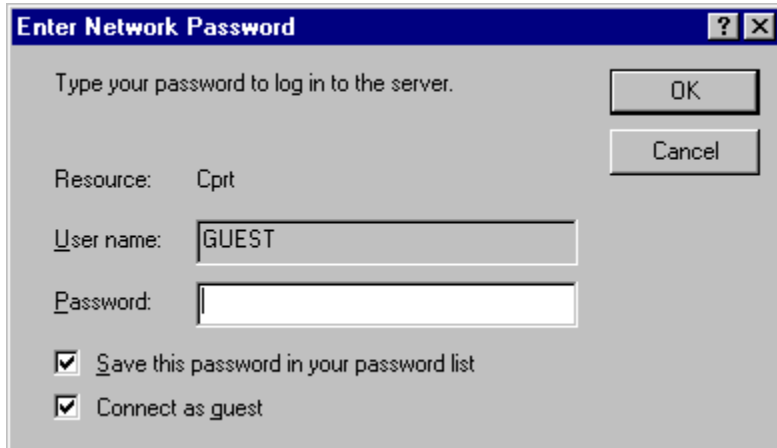 Enter Network Password
Type your password to log in to the server.
OK
Cancel
Resource: Cprt
User name: GUEST
Password:
Save this password in your password list
Connect as guest